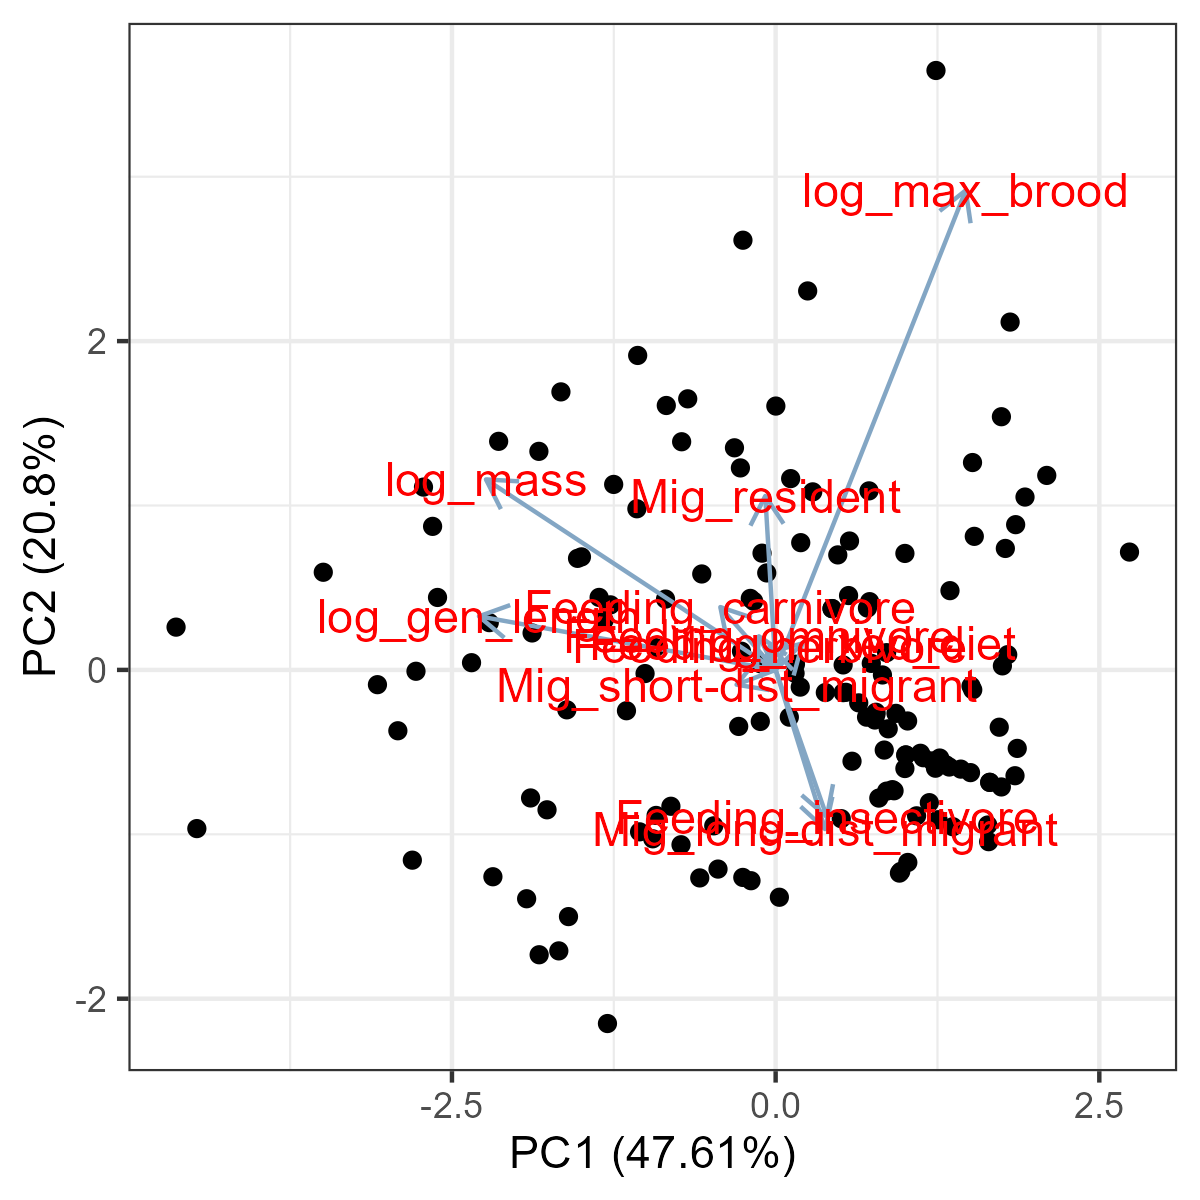 log_max_brood
2
log_mass
Mig_resident
Feeding_carnivore
log_gen_length
Feeding_omnivore
Feeding_mixed_diet
Feeding_herbivore
0
Mig_short-dist_migrant
Feeding_insectivore
Mig_long-dist_migrant
-2
-2.5
0.0
2.5
PC1 (47.61%)
PC2 (20.8%)